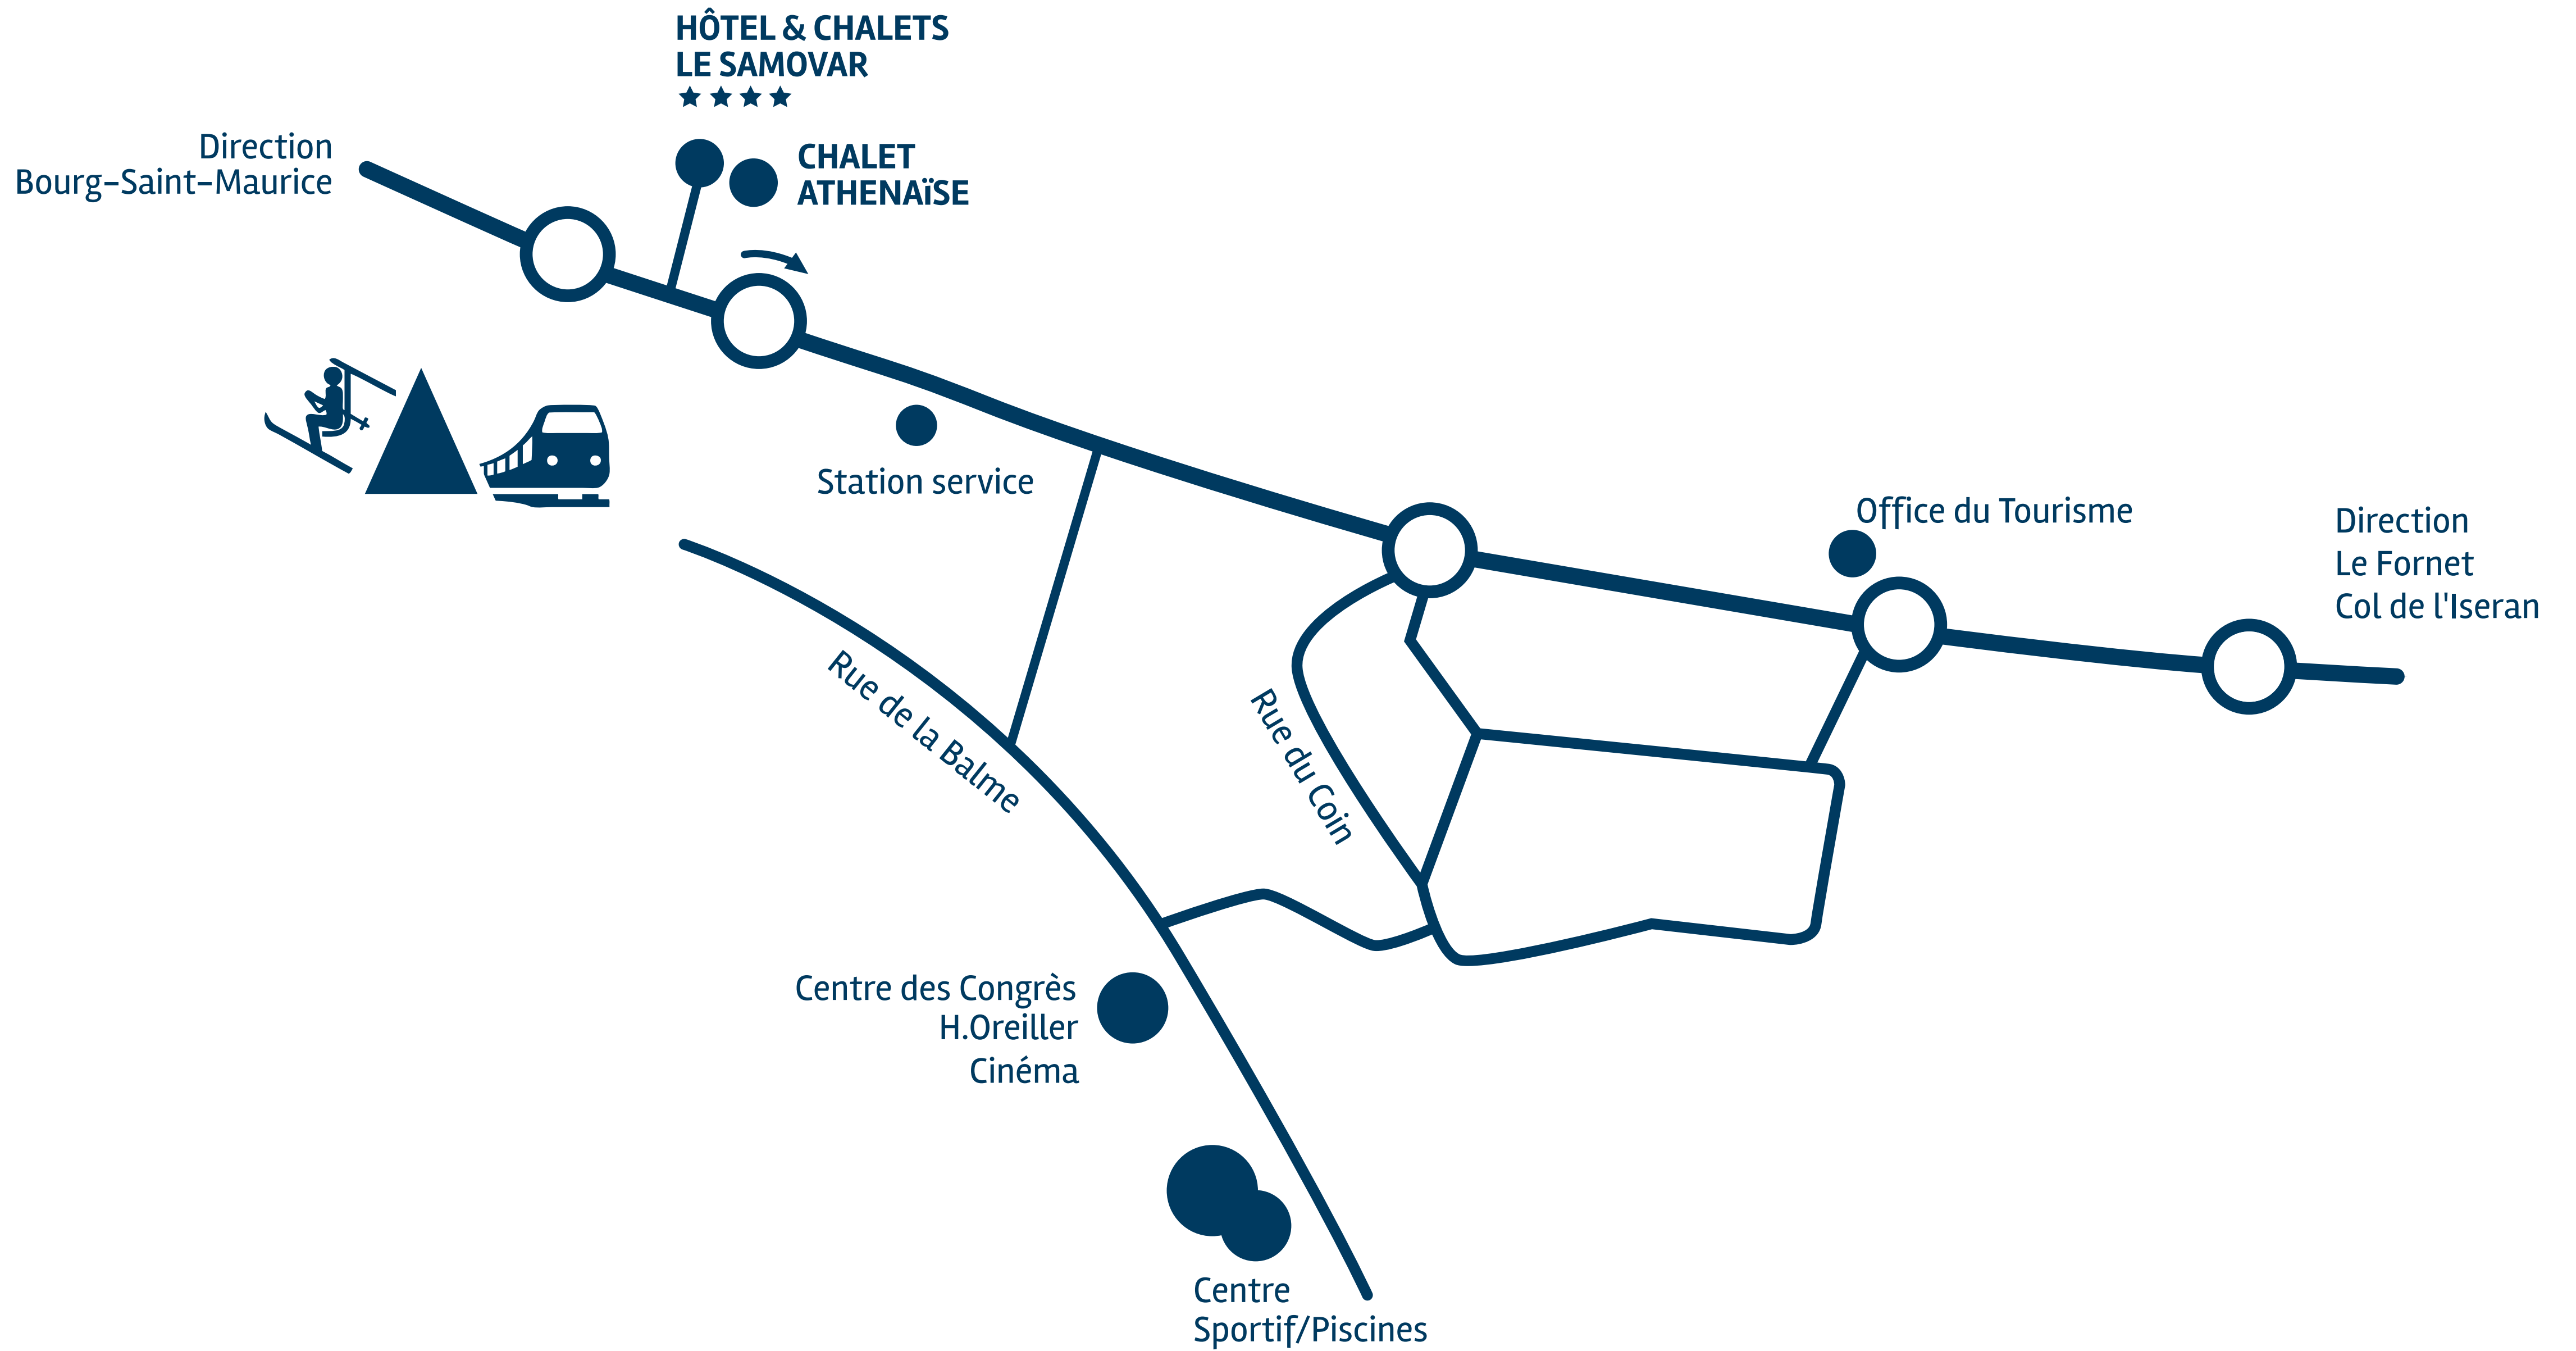 HÔTEL & CHALETS
LE SAMOVAR
Direction
Bourg-Saint-Maurice
CHALET
ATHENAïSE
Station service
Office du Tourisme
Direction
Le Fornet
Col de l'Iseran
Rue de la Balme
Rue du Coin
Centre des Congrès
H.Oreiller
Cinéma
Centre
Sportif/Piscines